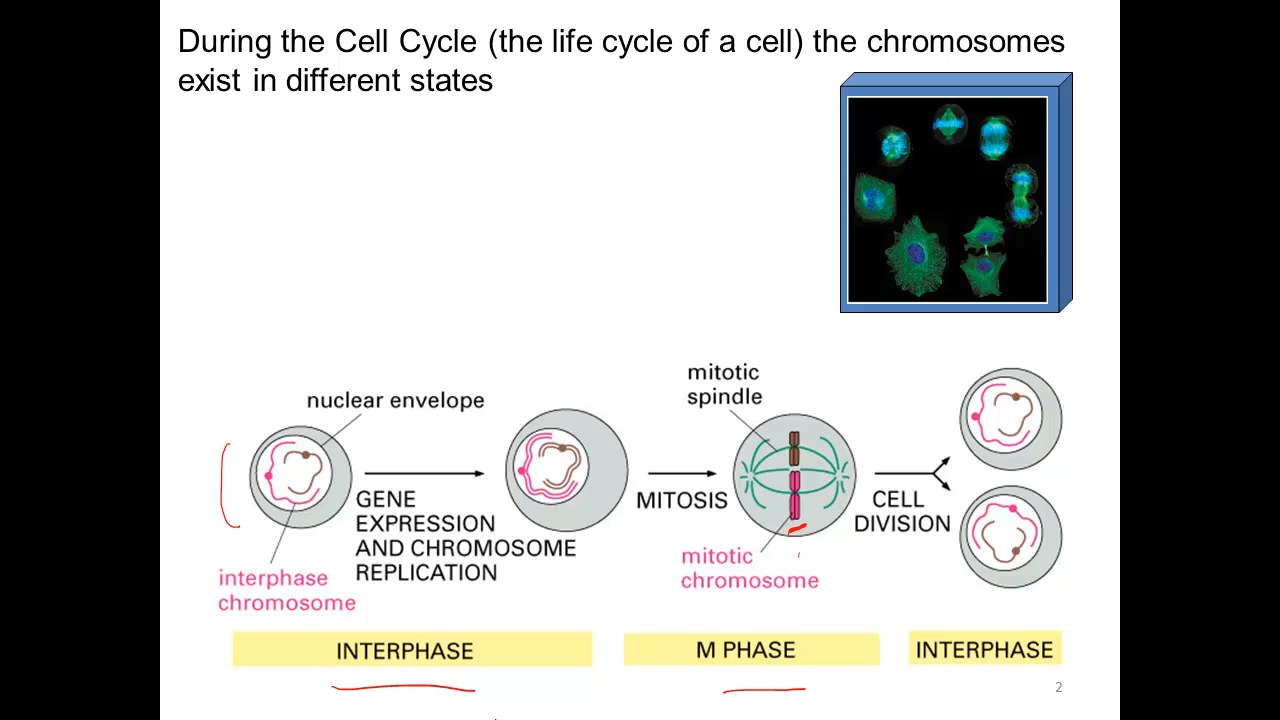 During the Cell Cycle (the life cycle of a cell) the chromosomes
exist in different states
mitotic
spindle
nuclear envelope
GENE
EXPRESSION
AND CHROMOSOME
REPLICATION
MITOSIS
CELL
DIVISION
interphase
chromosome
mitotic
chromosome
INTERPHASE
M PHASE
INTERPHASE
2